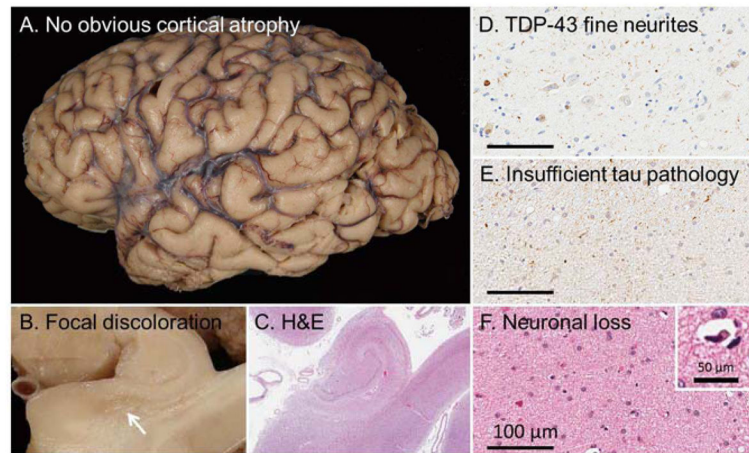 A. No obvious cortical atrophy
D. TDP-43 fine neurites
E. Insufficient tau pathology
B. Focal discoloration
C. H&E
F. Neuronal loss
50 µm
100 µm